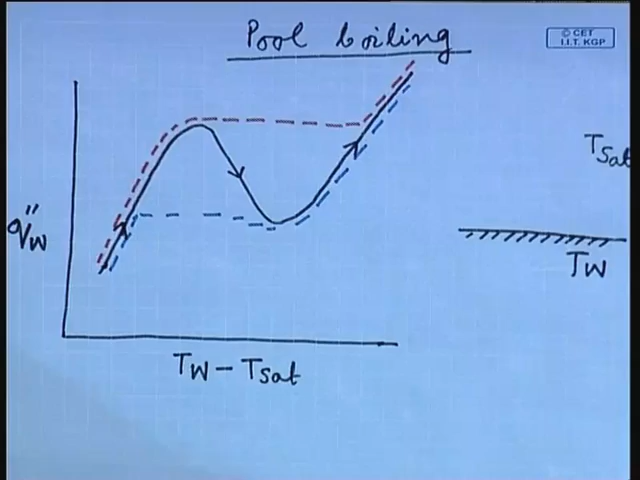 Pool boiling
© CET
I.I.T. KGP
q̇"w
Tsat
Tw
Tw - Tsat